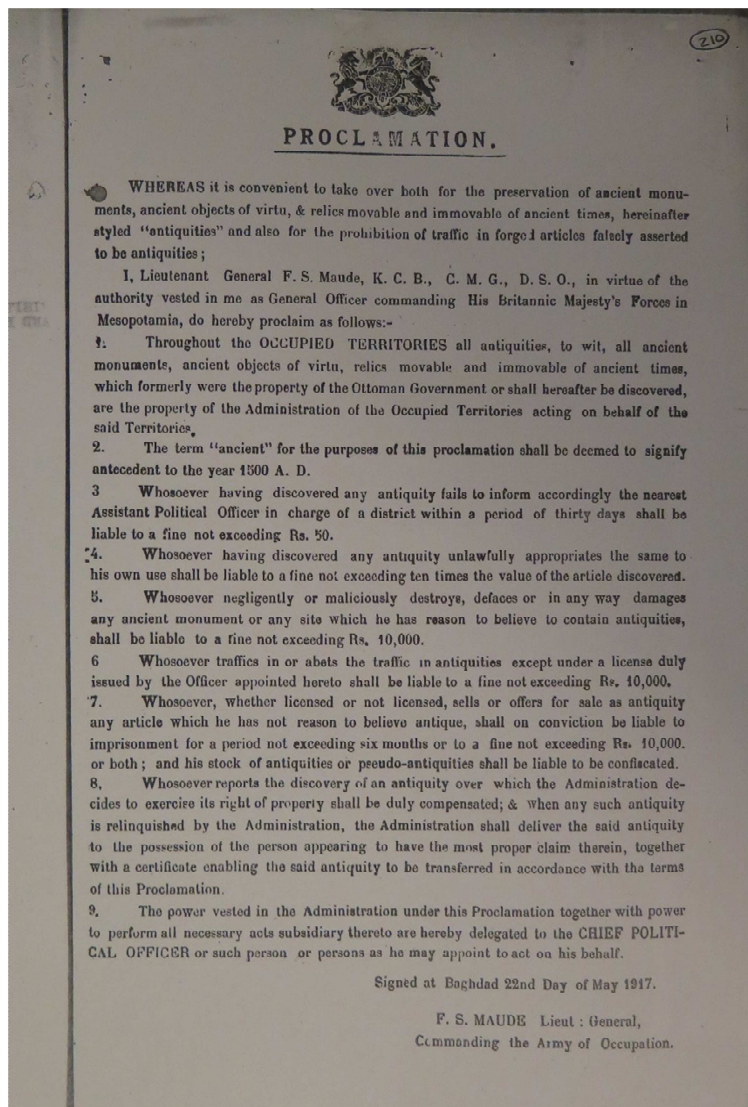 210
PROCLAMATION.
WHEREAS it is convenient to take over both for the preservation of ancient monu-
ments, ancient objects of virtu, & relics movable and immovable of ancient times, hereinafter
styled "antiquities" and also for the prohibition of traffic in forged articles falsely asserted
to be antiquities ;
I, Lieutenant General F. S. Maude, K. C. B., C. M. G., D. S. O., in virtue of the
authority vested in me as General Officer commanding His Britannic Majesty's Forces in
Mesopotamia, do hereby proclaim as follows:-
1. Throughout the OCCUPIED TERRITORIES all antiquities, to wit, all ancient
monuments, ancient objects of virtu, relics movable and immovable of ancient times,
which formerly were the property of the Ottoman Government or shall hereafter be discovered,
are the property of the Administration of the Occupied Territories acting on behalf of the
said Territories.
2. The term "ancient" for the purposes of this proclamation shall be deemed to signify
antecedent to the year 1500 A. D.
3 Whosoever having discovered any antiquity fails to inform accordingly the nearest
Assistant Political Officer in charge of a district within a period of thirty days shall be
liable to a fine not exceeding Rs. 50.
4. Whosoever having discovered any antiquity unlawfully appropriates the same to
his own use shall be liable to a fine not exceeding ten times the value of the article discovered.
5. Whosoever negligently or maliciously destroys, defaces or in any way damages
any ancient monument or any site which he has reason to believe to contain antiquities,
shall be liable to a fine not exceeding Rs. 10,000.
6 Whosoever traffics in or abets the traffic in antiquities except under a license duly
issued by the Officer appointed hereto shall be liable to a fine not exceeding Rs. 10,000.
7. Whosoever, whether licensed or not licensed, sells or offers for sale as antiquity
any article which he has not reason to believe antique, shall on conviction be liable to
imprisonment for a period not exceeding six months or to a fine not exceeding Rs. 10,000.
or both ; and his stock of antiquities or pseudo-antiquities shall be liable to be confiscated.
8, Whosoever reports the discovery of an antiquity over which the Administration de-
cides to exercise its right of property shall be duly compensated; & when any such antiquity
is relinquished by the Administration, the Administration shall deliver the said antiquity
to the possession of the person appearing to have the most proper claim therein, together
with a certificate enabling the said antiquity to be transferred in accordance with the terms
of this Proclamation.
9. The power vested in the Administration under this Proclamation together with power
to perform all necessary acts subsidiary thereto are hereby delegated to the CHIEF POLITI-
CAL OFFICER or such person or persons as he may appoint to act on his behalf.
Signed at Baghdad 22nd Day of May 1917.
F. S. MAUDE Lieut : General,
Commanding the Army of Occupation.